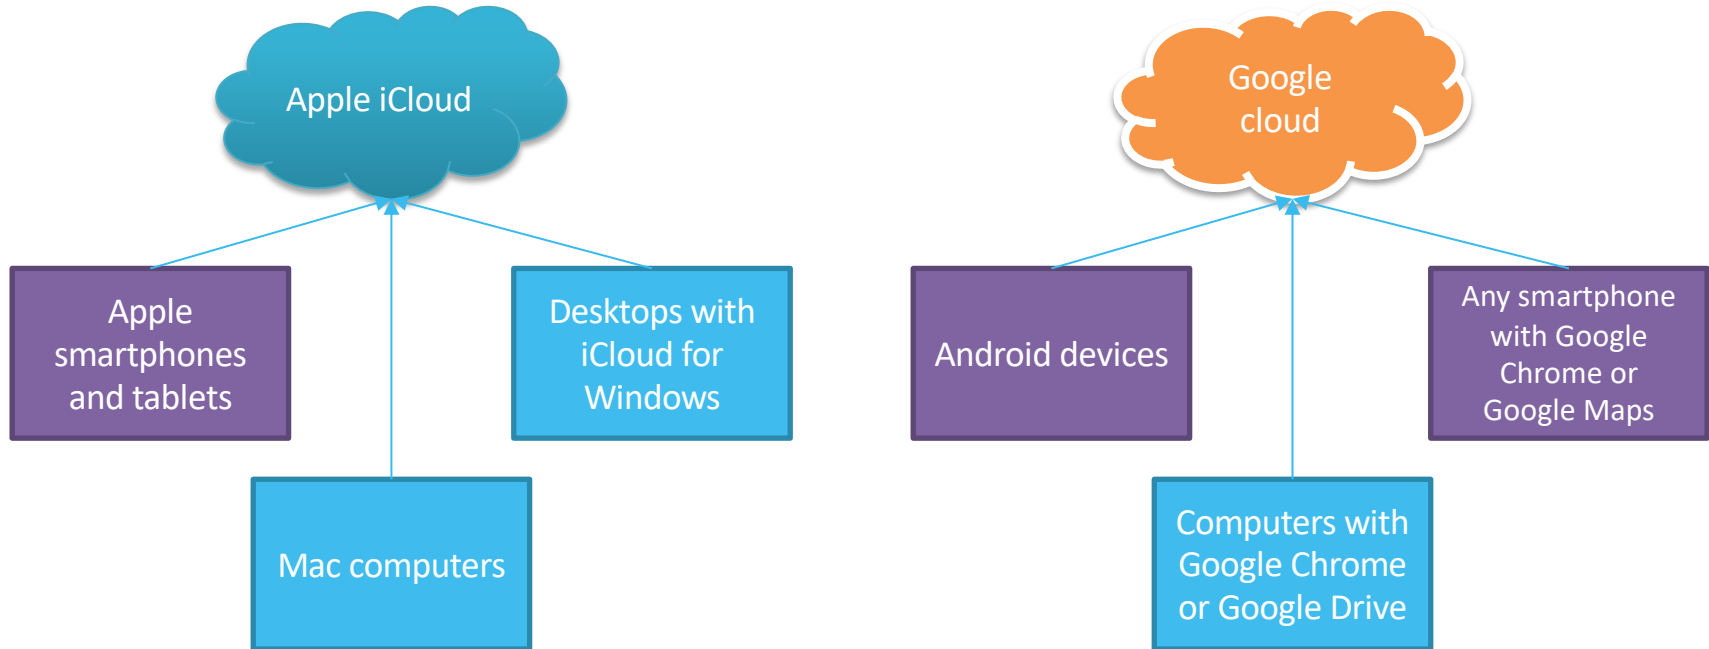 Apple iCloud
Google
cloud
Apple
smartphones
and tablets
Desktops with
iCloud for
Windows
Android devices
Any smartphone
with Google
Chrome or
Google Maps
Mac computers
Computers with
Google Chrome
or Google Drive